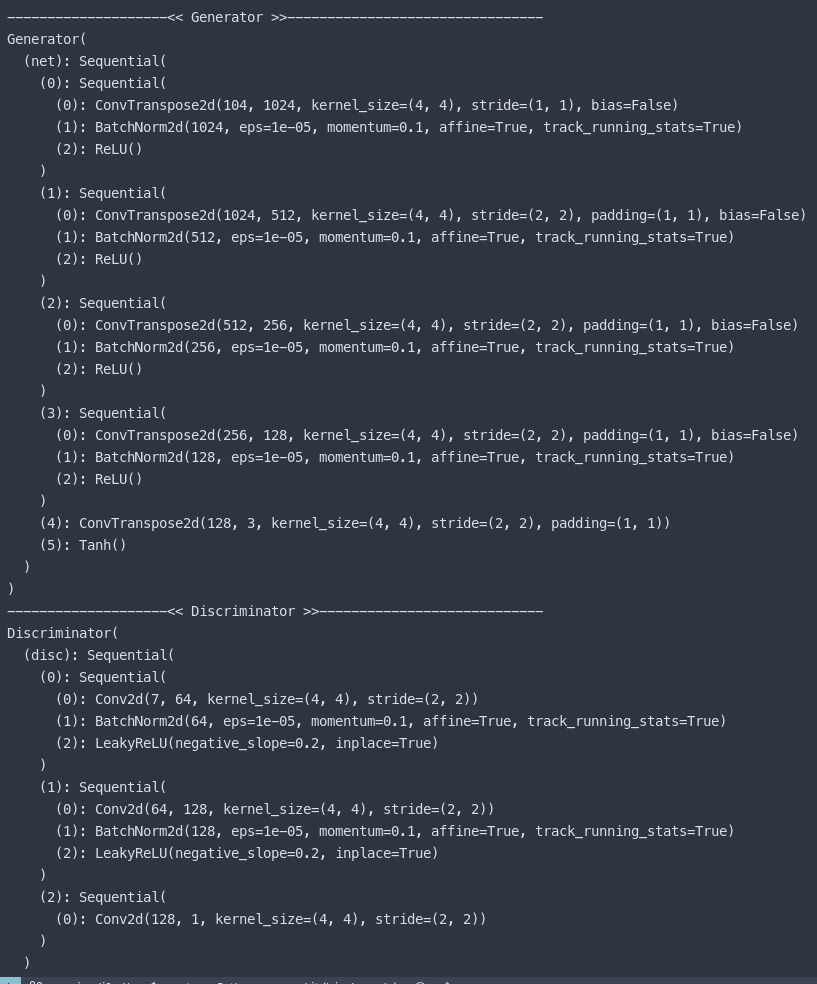 --------------------<< Generator >>--------------------------------
Generator(
  (net): Sequential(
    (0): Sequential(
      (0): ConvTranspose2d(104, 1024, kernel_size=(4, 4), stride=(1, 1), bias=False)
      (1): BatchNorm2d(1024, eps=1e-05, momentum=0.1, affine=True, track_running_stats=True)
      (2): ReLU()
    )
    (1): Sequential(
      (0): ConvTranspose2d(1024, 512, kernel_size=(4, 4), stride=(2, 2), padding=(1, 1), bias=False)
      (1): BatchNorm2d(512, eps=1e-05, momentum=0.1, affine=True, track_running_stats=True)
      (2): ReLU()
    )
    (2): Sequential(
      (0): ConvTranspose2d(512, 256, kernel_size=(4, 4), stride=(2, 2), padding=(1, 1), bias=False)
      (1): BatchNorm2d(256, eps=1e-05, momentum=0.1, affine=True, track_running_stats=True)
      (2): ReLU()
    )
    (3): Sequential(
      (0): ConvTranspose2d(256, 128, kernel_size=(4, 4), stride=(2, 2), padding=(1, 1), bias=False)
      (1): BatchNorm2d(128, eps=1e-05, momentum=0.1, affine=True, track_running_stats=True)
      (2): ReLU()
    )
    (4): ConvTranspose2d(128, 3, kernel_size=(4, 4), stride=(2, 2), padding=(1, 1))
    (5): Tanh()
  )
)
--------------------<< Discriminator >>----------------------------
Discriminator(
  (disc): Sequential(
    (0): Sequential(
      (0): Conv2d(7, 64, kernel_size=(4, 4), stride=(2, 2))
      (1): BatchNorm2d(64, eps=1e-05, momentum=0.1, affine=True, track_running_stats=True)
      (2): LeakyReLU(negative_slope=0.2, inplace=True)
    )
    (1): Sequential(
      (0): Conv2d(64, 128, kernel_size=(4, 4), stride=(2, 2))
      (1): BatchNorm2d(128, eps=1e-05, momentum=0.1, affine=True, track_running_stats=True)
      (2): LeakyReLU(negative_slope=0.2, inplace=True)
    )
    (2): Sequential(
      (0): Conv2d(128, 1, kernel_size=(4, 4), stride=(2, 2))
    )
  )